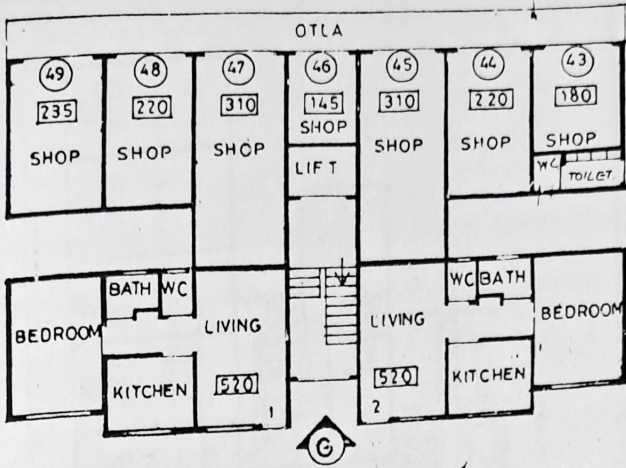 OTLA
49 48 47 46 45 44 43
235 220 310 145 310 220 180
SHOP SHOP SHOP SHOP SHOP SHOP SHOP
LIFT WC TOILET
BATH WC WC BATH
BEDROOM LIVING LIVING BEDROOM
KITCHEN 520 520 KITCHEN
1 2
G